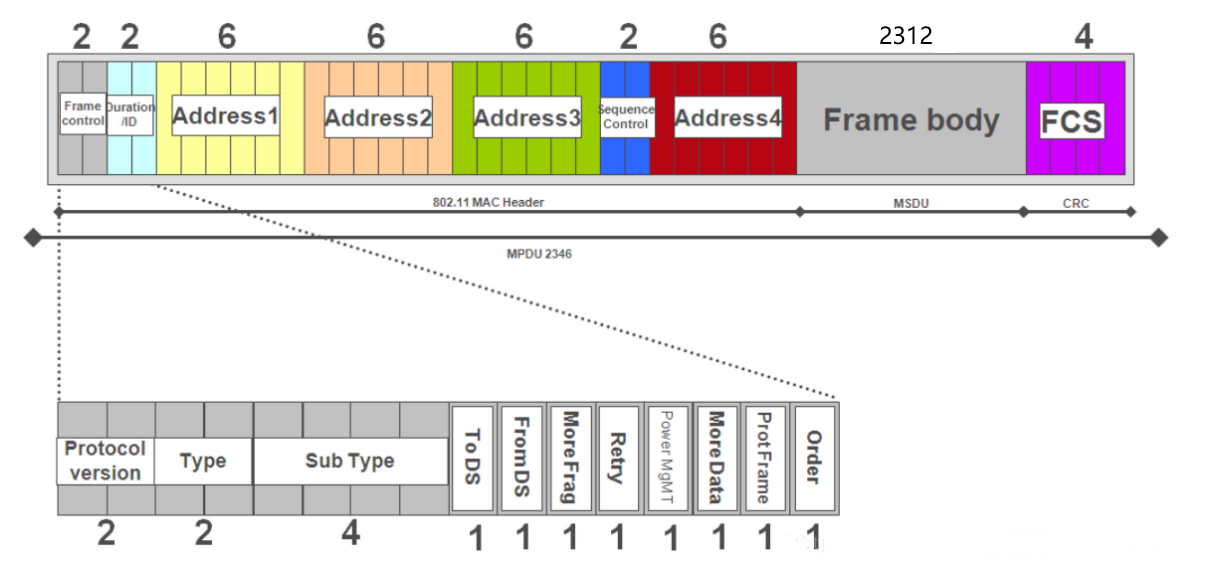 2 2 6 6 6 2 6 2312 4
Frame
control
Duration
/ID
Address1
Address2
Address3
Sequence
Control
Address4
Frame body
FCS
802.11 MAC Header
MSDU
CRC
MPDU 2346
Protocol
version
Type
Sub Type
To DS
From DS
More Frag
Retry
Power MgMT
More Data
Prot Frame
Order
2 2 4 1 1 1 1 1 1 1 1